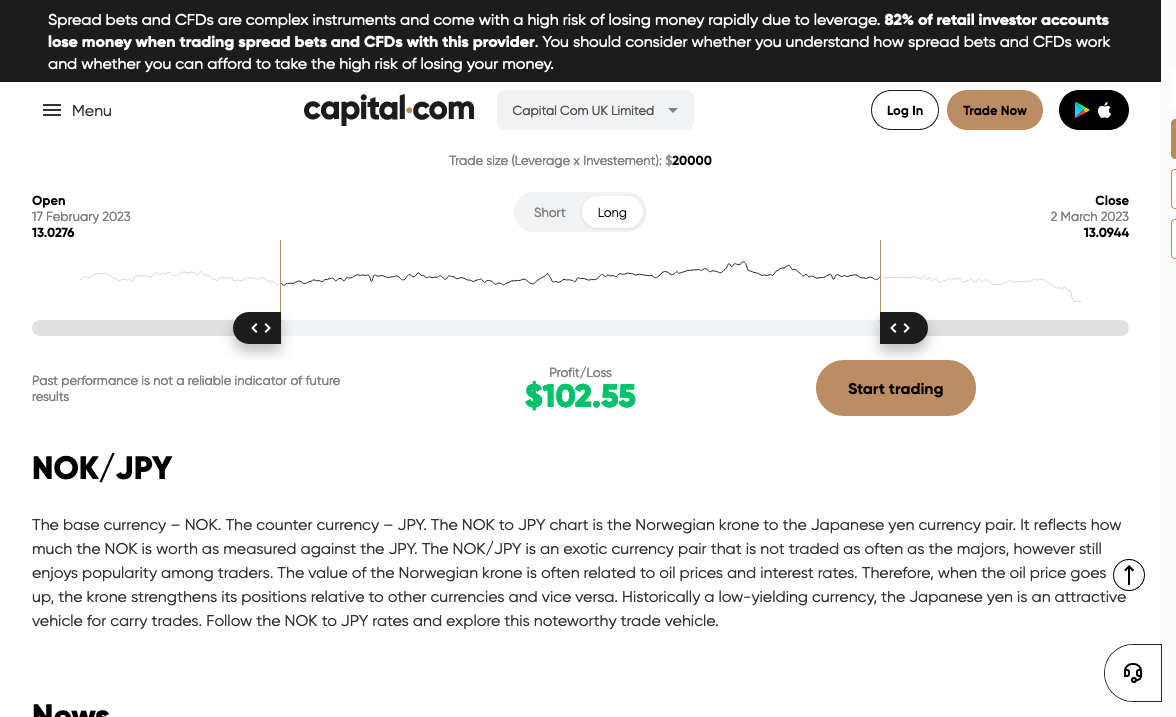 Spread bets and CFDs are complex instruments and come with a high risk of losing money rapidly due to leverage. 82% of retail investor accounts
lose money when trading spread bets and CFDs with this provider. You should consider whether you understand how spread bets and CFDs work
and whether you can afford to take the high risk of losing your money.
Menu
capital.com
Capital Com UK Limited
Log In
Trade Now
Trade size (Leverage x Investement): $20000
Open
17 February 2023
13.0276
Short
Long
Close
2 March 2023
13.0944
Past performance is not a reliable indicator of future
results
Profit/Loss
$102.55
Start trading
NOK/JPY
The base currency – NOK. The counter currency – JPY. The NOK to JPY chart is the Norwegian krone to the Japanese yen currency pair. It reflects how
much the NOK is worth as measured against the JPY. The NOK/JPY is an exotic currency pair that is not traded as often as the majors, however still
enjoys popularity among traders. The value of the Norwegian krone is often related to oil prices and interest rates. Therefore, when the oil price goes
up, the krone strengthens its positions relative to other currencies and vice versa. Historically a low-yielding currency, the Japanese yen is an attractive
vehicle for carry trades. Follow the NOK to JPY rates and explore this noteworthy trade vehicle.
News